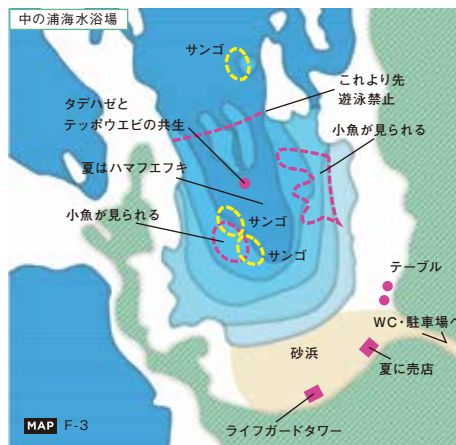 中の浦海水浴場
サンゴ
これより先
遊泳禁止
タデハゼと
テッポウエビの共生
小魚が見られる
夏はハマフエフキ
小魚が見られる
サンゴ
サンゴ
テーブル
WC・駐車場へ
砂浜
夏に売店
ライフガードタワー
MAP F-3